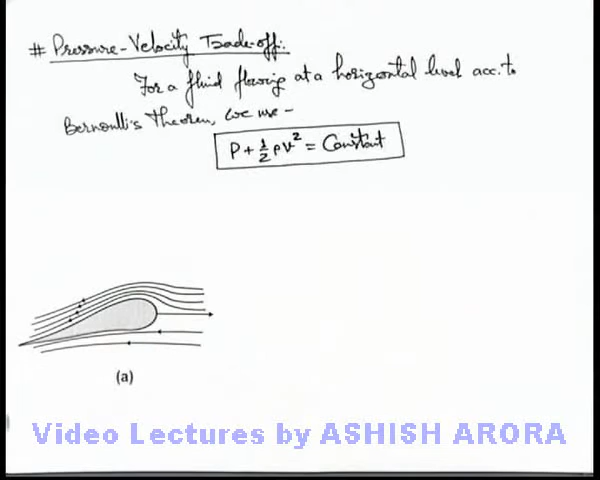 # Pressure-Velocity Trade-off:
For a fluid flowing at a horizontal level acc. to
Bernoulli's Theorem, we use -
P + ½ ρv² = Constant
(a)
Video Lectures by ASHISH ARORA